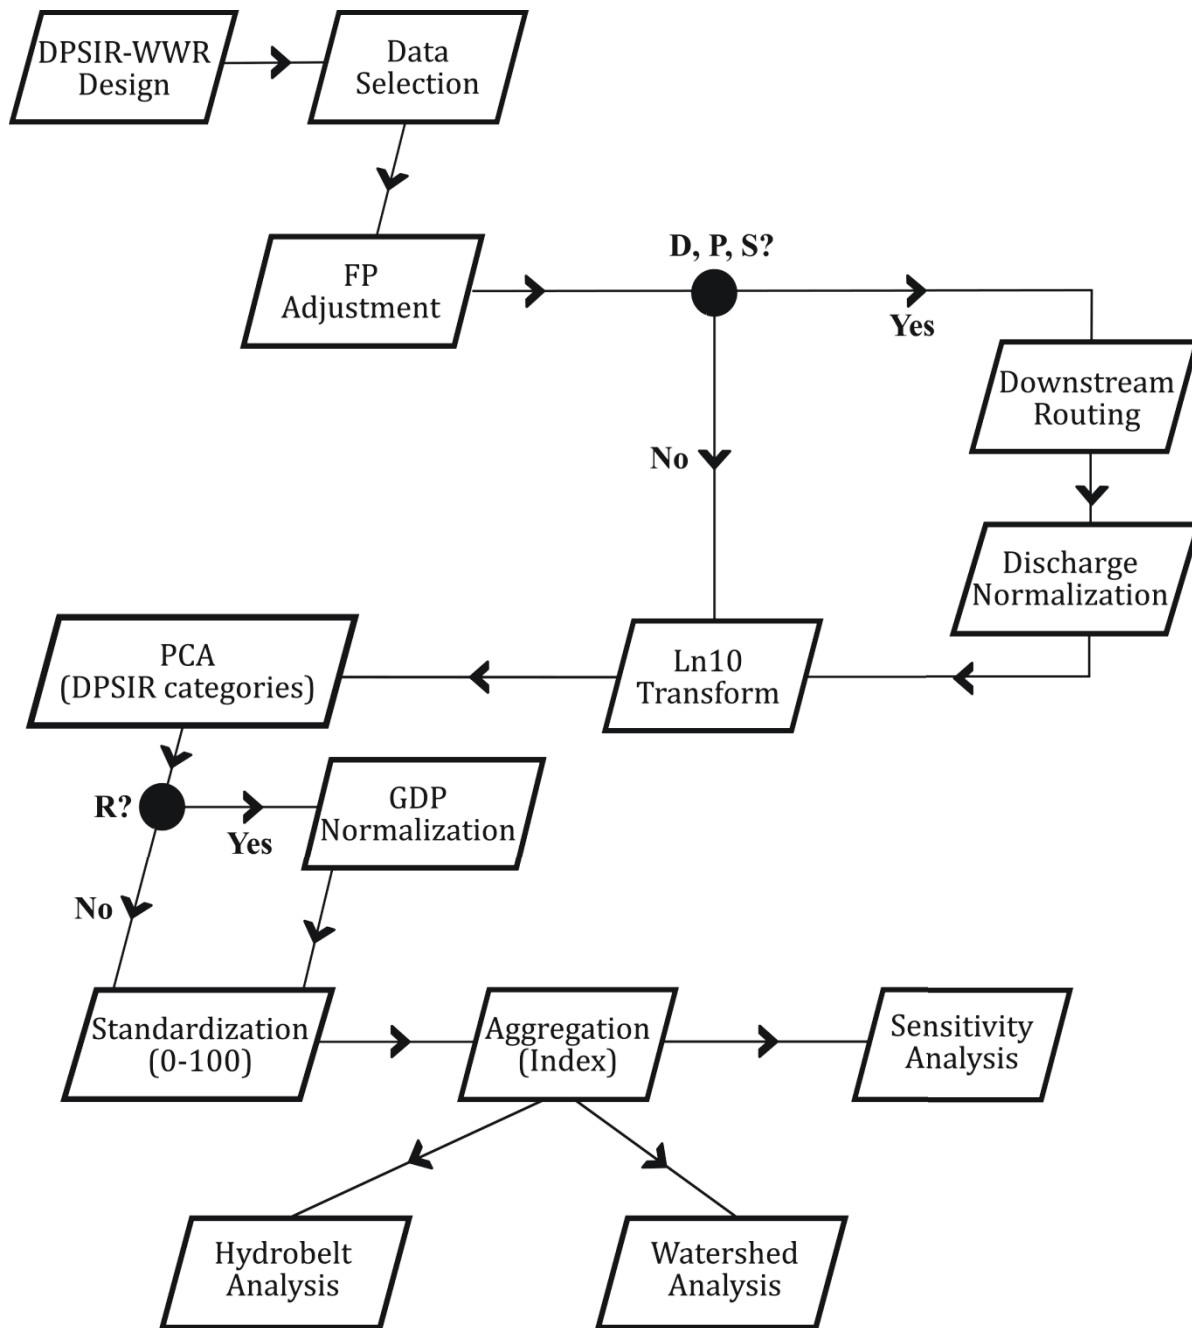 DPSIR-WWR
Design
Data
Selection
FP
Adjustment
D, P, S?
Yes
No
Downstream
Routing
Discharge
Normalization
Ln10
Transform
PCA
(DPSIR categories)
R?
Yes
No
GDP
Normalization
Standardization
(0-100)
Aggregation
(Index)
Sensitivity
Analysis
Hydrobelt
Analysis
Watershed
Analysis